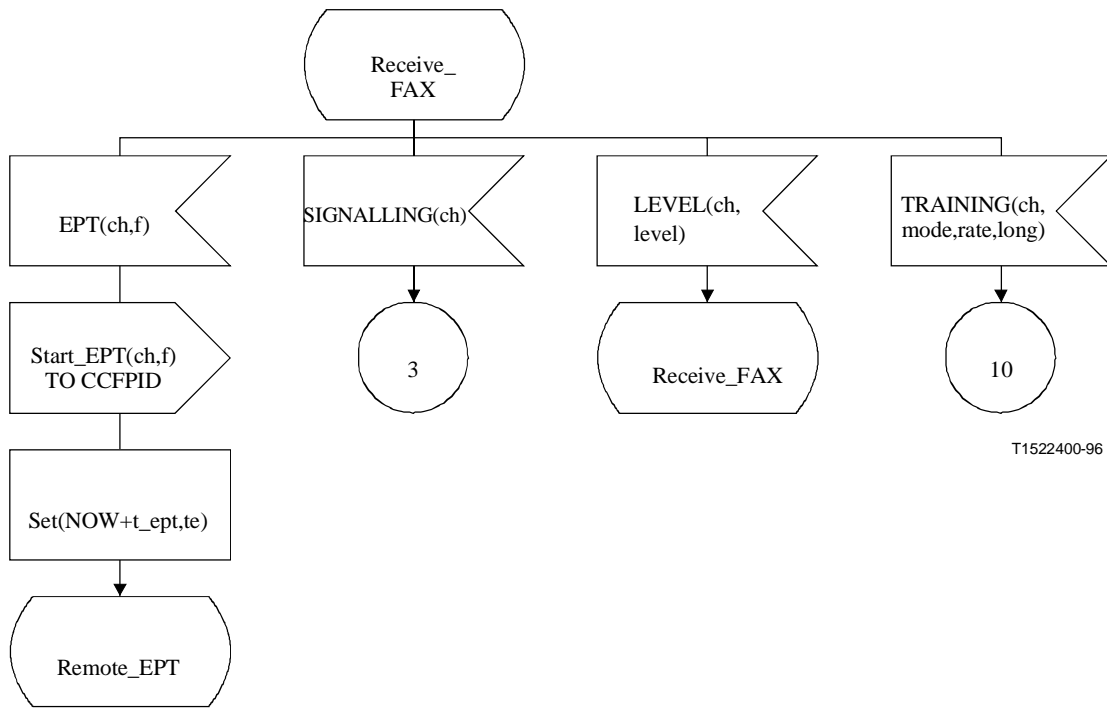 Receive_
FAX
EPT(ch,f)
SIGNALLING(ch)
LEVEL(ch,
level)
TRAINING(ch,
mode,rate,long)
Start_EPT(ch,f)
TO CCFPID
3
Receive_FAX
10
T1522400-96
Set(NOW+t_ept,te)
Remote_EPT